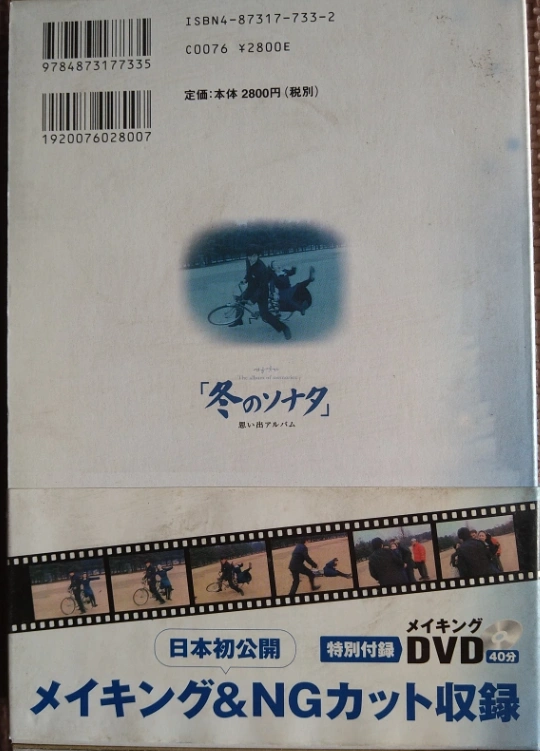 ISBN4-87317-733-2
C0076 ¥2800E
9784873177335
定価:本体 2800円(税別)
1920076028007
「冬のソナタ」
思い出アルバム
日本初公開
特別付録
メイキング
DVD
40分
メイキング&NGカット収録